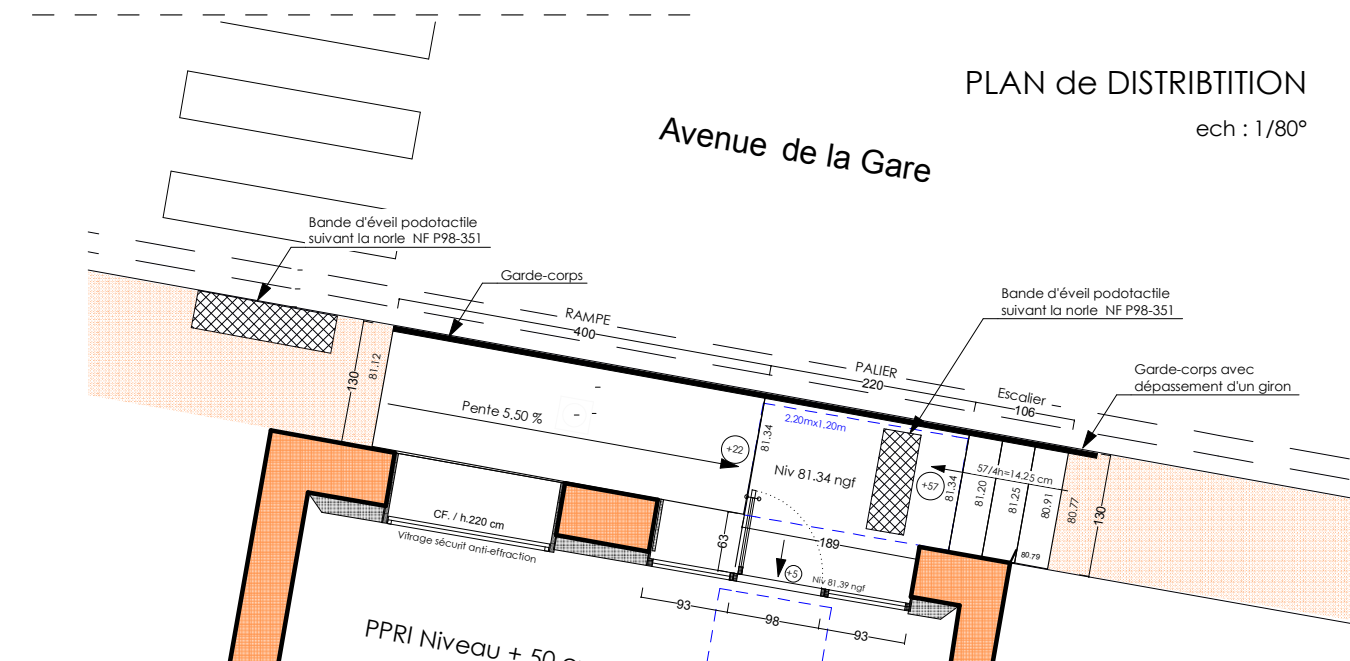 PLAN de DISTRIBTITION
ech : 1/80°
Avenue de la Gare
Bande d'éveil podotactile
suivant la norle NF P98-351
Garde-corps
RAMPE
400
Bande d'éveil podotactile
suivant la norle NF P98-351
PALIER
220
Escalier
106
Garde-corps avec
dépassement d'un giron
130
81.12
Pente 5.50 %
+22
81.34
2.20mx1.20m
Niv 81.34 ngf
+57
57/4h=14.25 cm
81.34
81.20
81.25
80.91
80.77
130
80.79
CF. / h.220 cm
Vitrage sécurit anti-effraction
63
189
+5
Niv 81.39 ngf
93
98
93
PPRI Niveau + 50